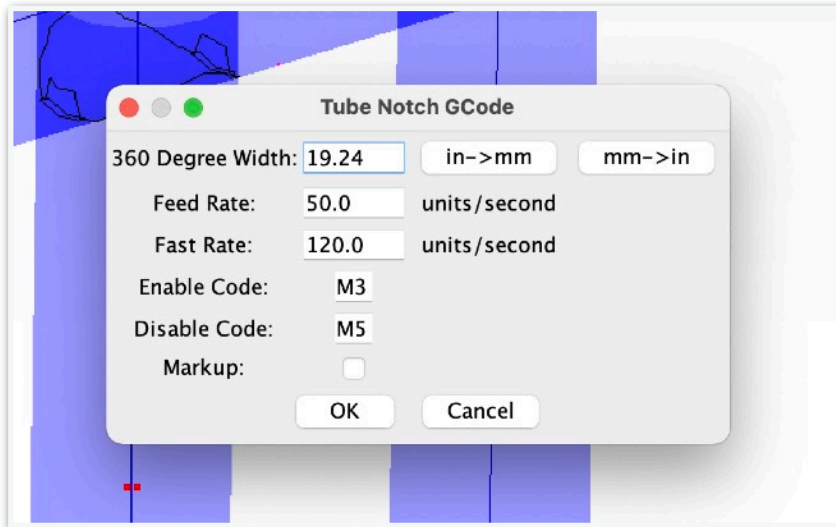 Tube Notch GCode
360 Degree Width: 19.24 in->mm mm->in
Feed Rate: 50.0 units/second
Fast Rate: 120.0 units/second
Enable Code: M3
Disable Code: M5
Markup:
OK Cancel